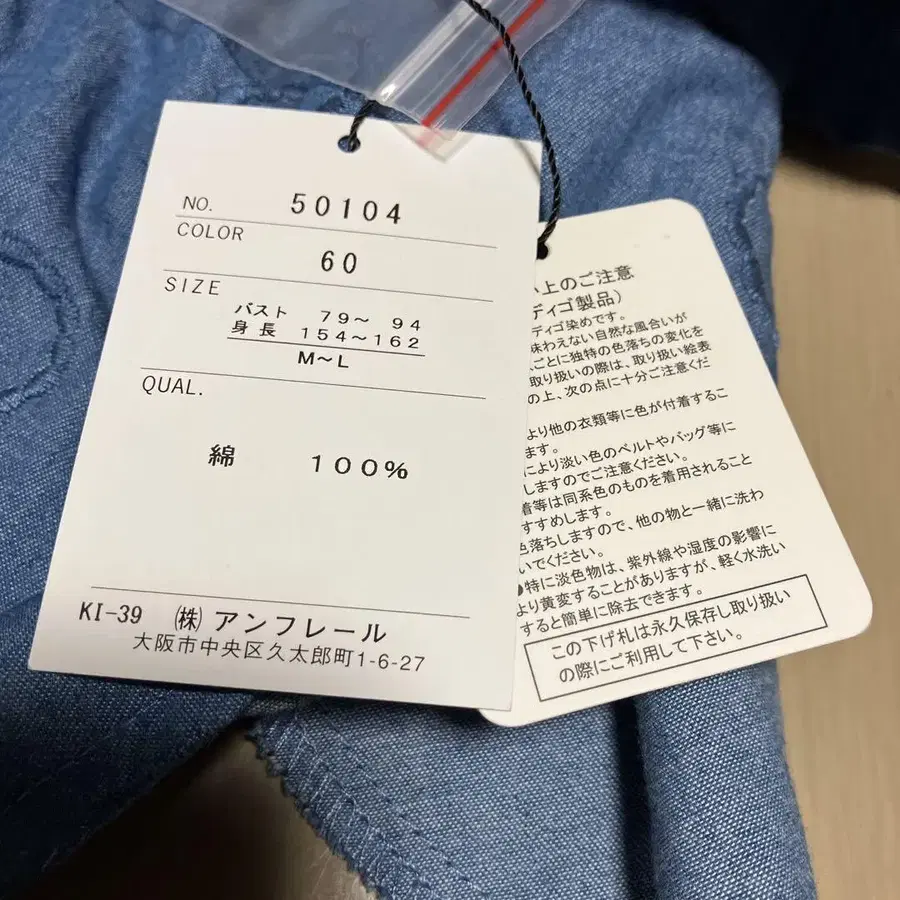 NO. 50104
COLOR
60
SIZE
バスト 79～ 94
身長 154～162
M～L
QUAL.
綿 100%
KI-39 ㈱アンフレール
大阪市中央区久太郎町1-6-27
上のご注意
ディゴ製品）
ディゴ染めです。
味わえない自然な風合いが
ごとに独特の色落ちの変化を
取り扱いの際は、取り扱い絵表
の上、次の点に十分ご注意くだ
より他の衣類等に色が付着するこ
ます。
により淡い色のベルトやバッグ等に
しますのでご注意ください。
着等は同系色のものを着用されること
すすめします。
色落ちしますので、他の物と一緒に洗わ
いでください。
●特に淡色物は、紫外線や湿度の影響に
より黄変することがありますが、軽く水洗い
すると簡単に除去できます。
この下げ札は永久保存し取り扱い
の際にご利用して下さい。